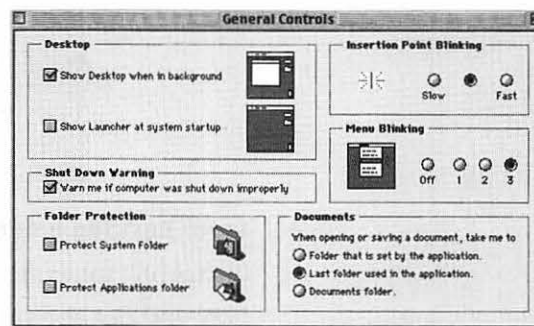 General Controls
Desktop
Show Desktop when in background
Show Launcher at system startup
Shut Down Warning
Warn me if computer was shut down improperly
Folder Protection
Protect System Folder
Protect Applications folder
Insertion Point Blinking
Slow Fast
Menu Blinking
Off 1 2 3
Documents
When opening or saving a document, take me to
Folder that is set by the application.
Last folder used in the application.
Documents folder.